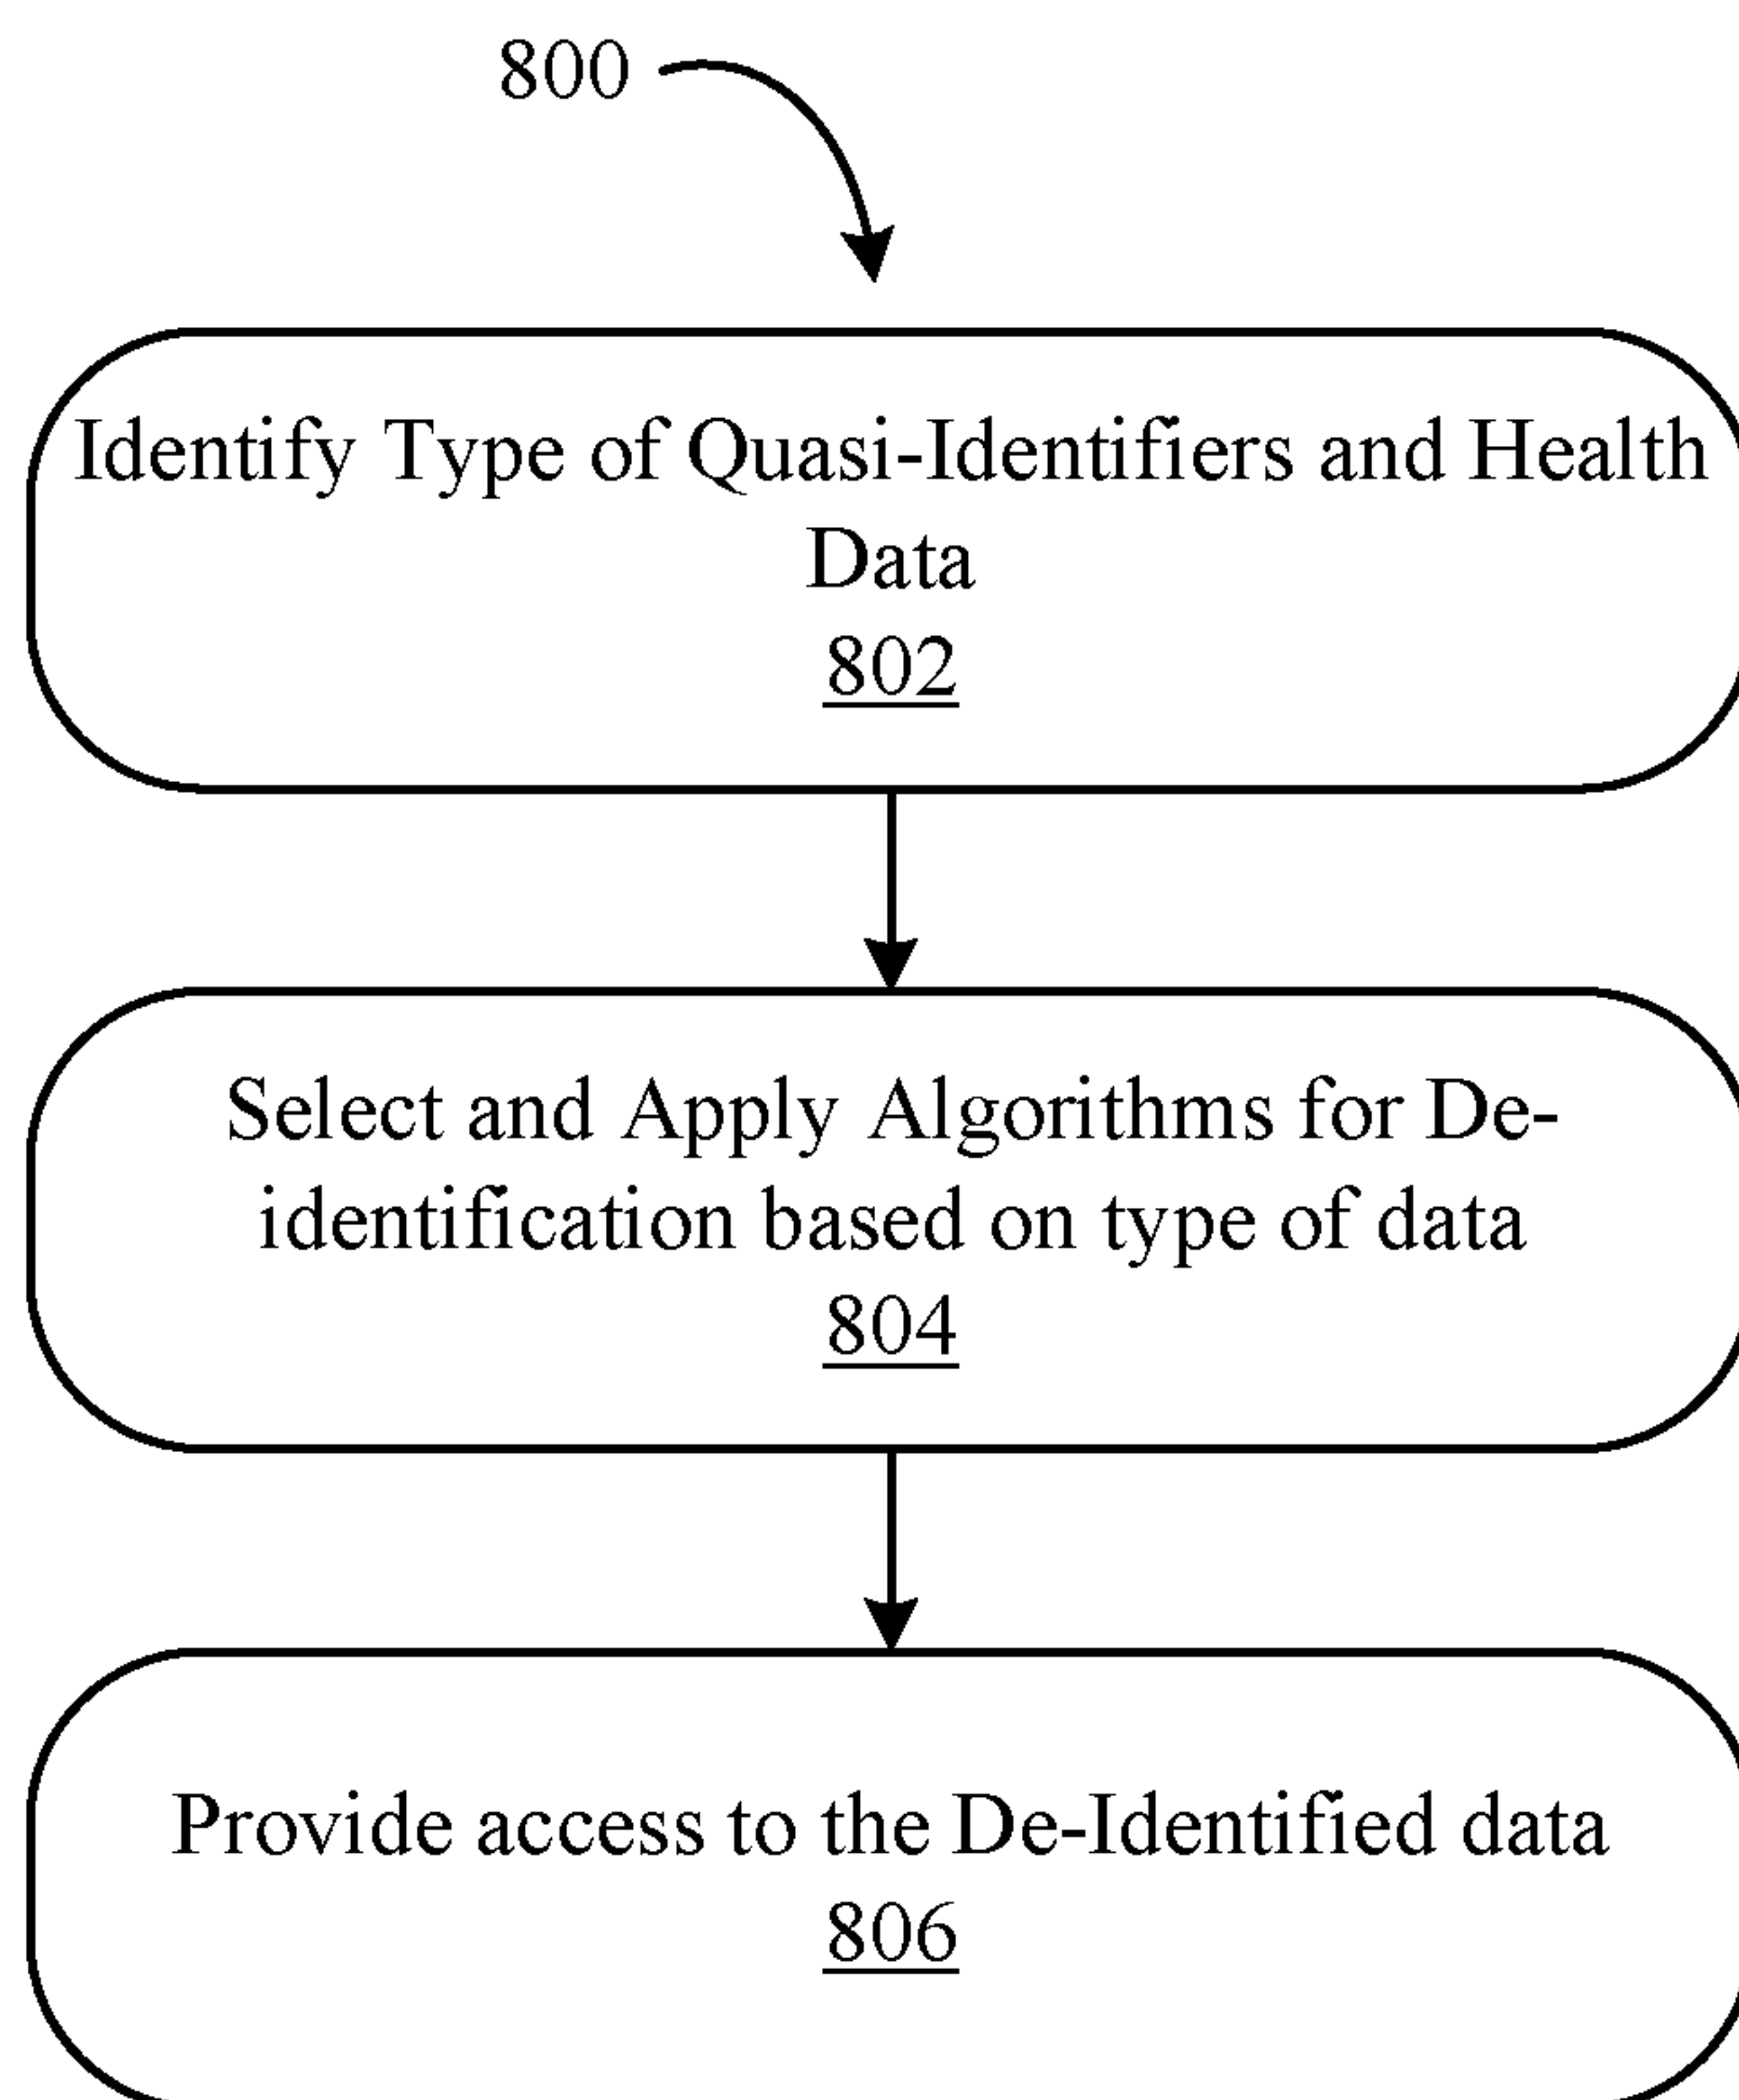 800
Identify Type of Quasi-Identifiers and Health
Data
802
Select and Apply Algorithms for De-
identification based on type of data
804
Provide access to the De-Identified data
806